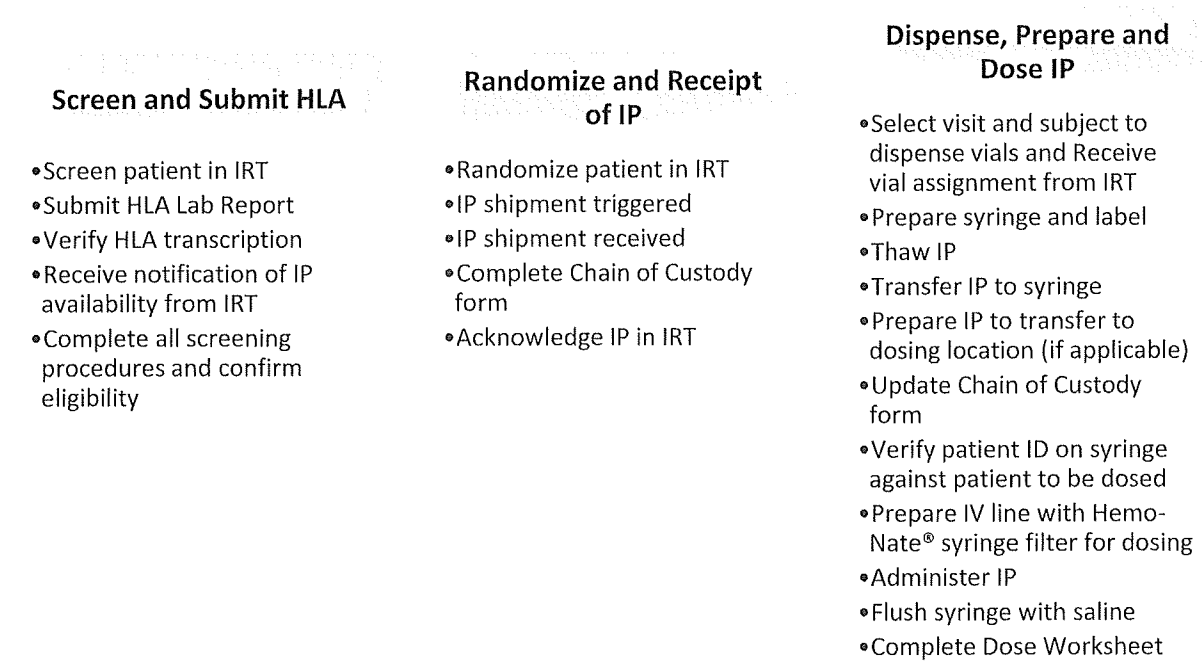 Screen and Submit HLA
•Screen patient in IRT
•Submit HLA Lab Report
•Verify HLA transcription
•Receive notification of IP
availability from IRT
•Complete all screening
procedures and confirm
eligibility
Randomize and Receipt
of IP
•Randomize patient in IRT
•IP shipment triggered
•IP shipment received
•Complete Chain of Custody
form
•Acknowledge IP in IRT
Dispense, Prepare and
Dose IP
•Select visit and subject to
dispense vials and Receive
vial assignment from IRT
•Prepare syringe and label
•Thaw IP
•Transfer IP to syringe
•Prepare IP to transfer to
dosing location (if applicable)
•Update Chain of Custody
form
•Verify patient ID on syringe
against patient to be dosed
•Prepare IV line with Hemo-
Nate® syringe filter for dosing
•Administer IP
•Flush syringe with saline
•Complete Dose Worksheet